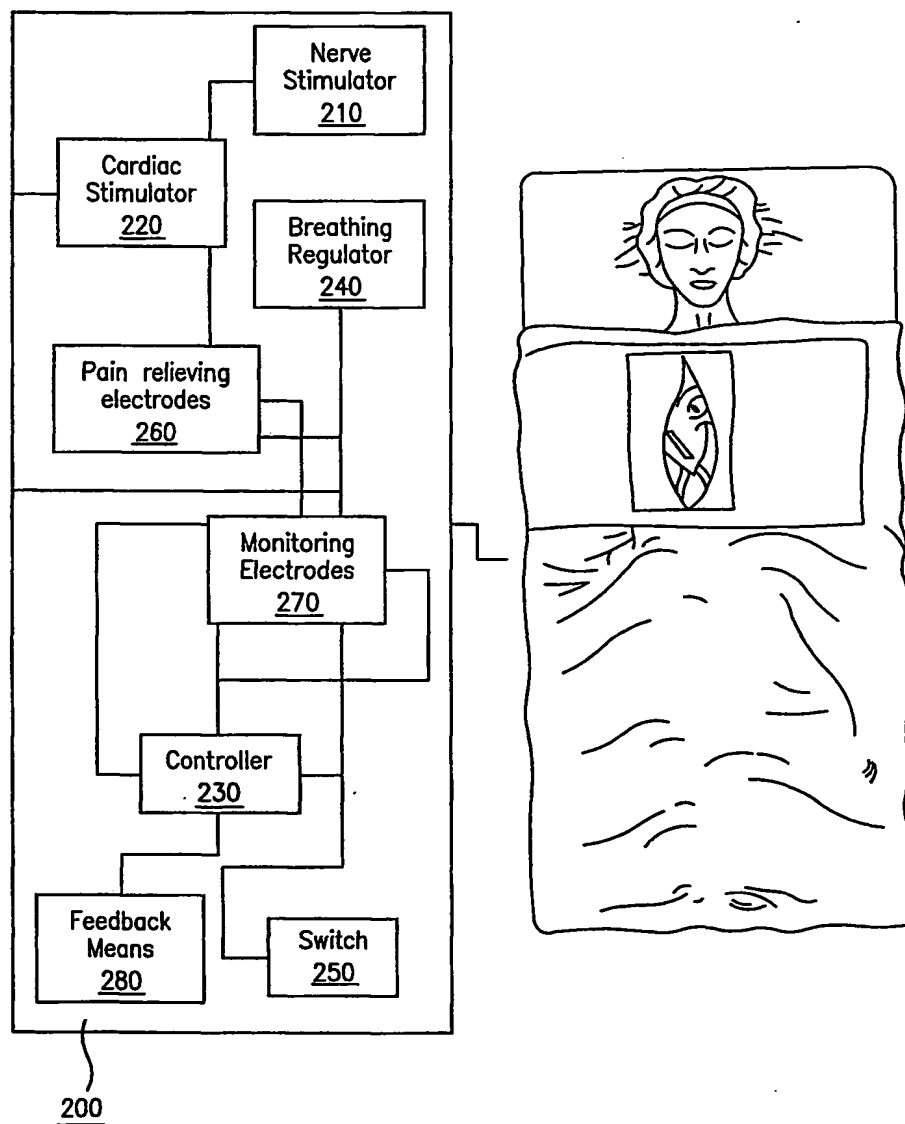 Nerve
Stimulator
210
Cardiac
Stimulator
220
Breathing
Regulator
240
Pain relieving
electrodes
260
Monitoring
Electrodes
270
Controller
230
Feedback
Means
280
Switch
250
200